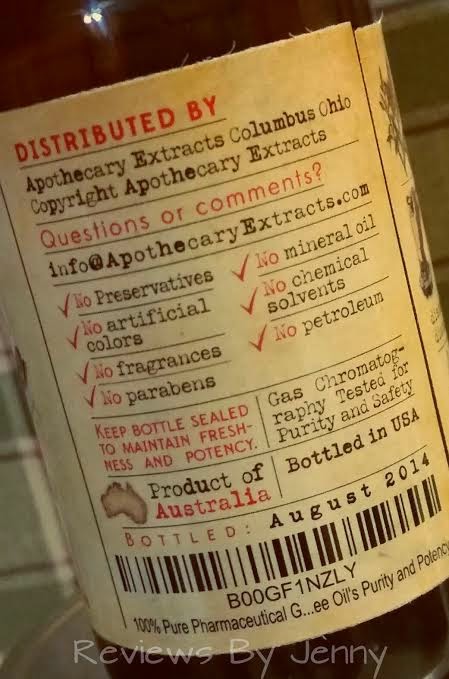 DISTRIBUTED BY
Apothecary Extracts Columbus Ohio
Copyright Apothecary Extracts
Questions or comments?
info@ApothecaryExtracts.com
No Preservatives
No artificial
colors
No fragrances
No parabens
No mineral oil
No chemical
solvents
No petroleum
KEEP BOTTLE SEALED
TO MAINTAIN FRESH-
NESS AND POTENCY.
Gas Chromatog-
raphy Tested for
Purity and Safety
Product of
Australia
Bottled in USA
BOTTLED: August 2014
B00GF1NZLY
100% Pure Pharmaceutical G...ee Oil's Purity and Potency
Reviews By Jenny